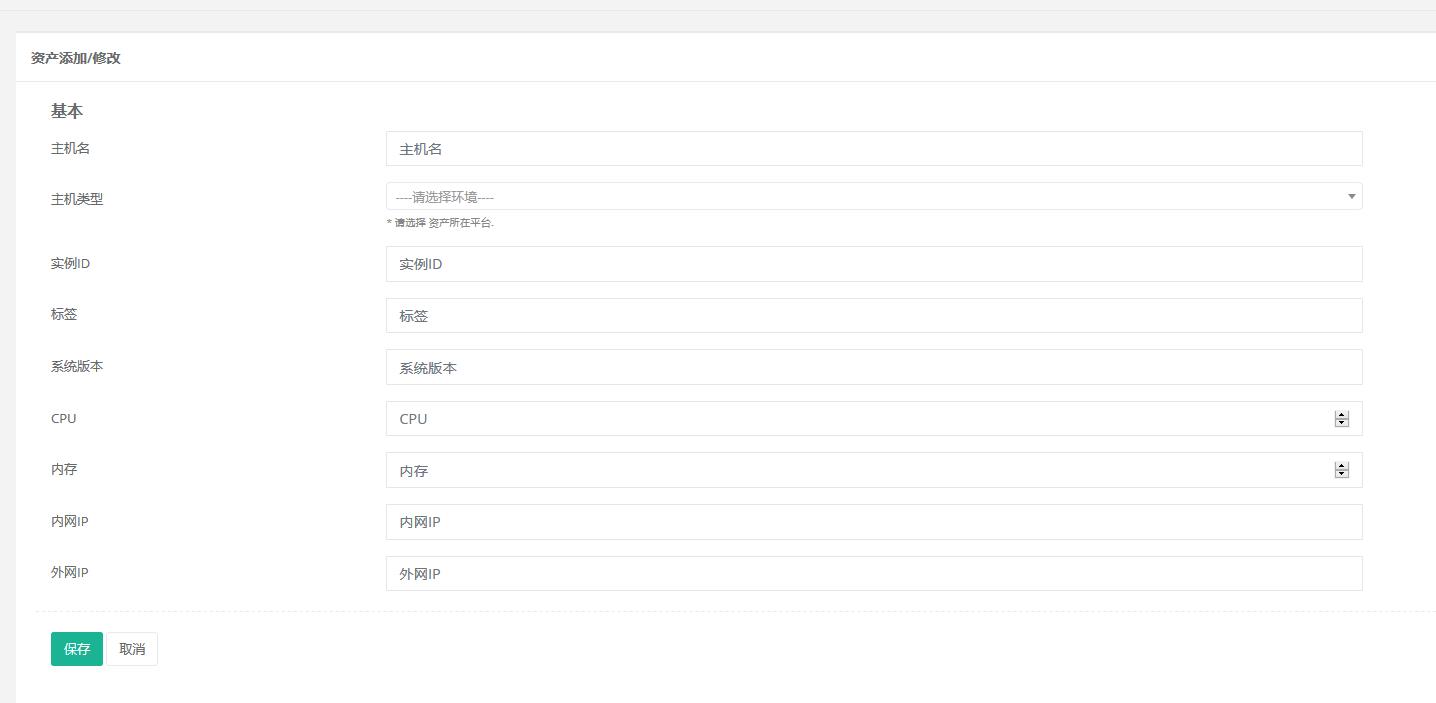 资产添加/修改
基本
主机名 主机名
主机类型 ----请选择环境----
* 请选择 资产所在平台.
实例ID 实例ID
标签 标签
系统版本 系统版本
CPU CPU
内存 内存
内网IP 内网IP
外网IP 外网IP
保存 取消